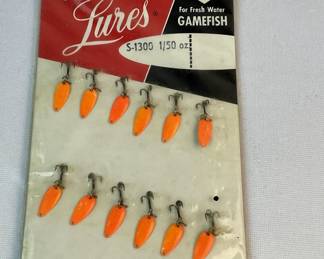 Lures
For Fresh Water
GAMEFISH
S-1300 1/50 oz